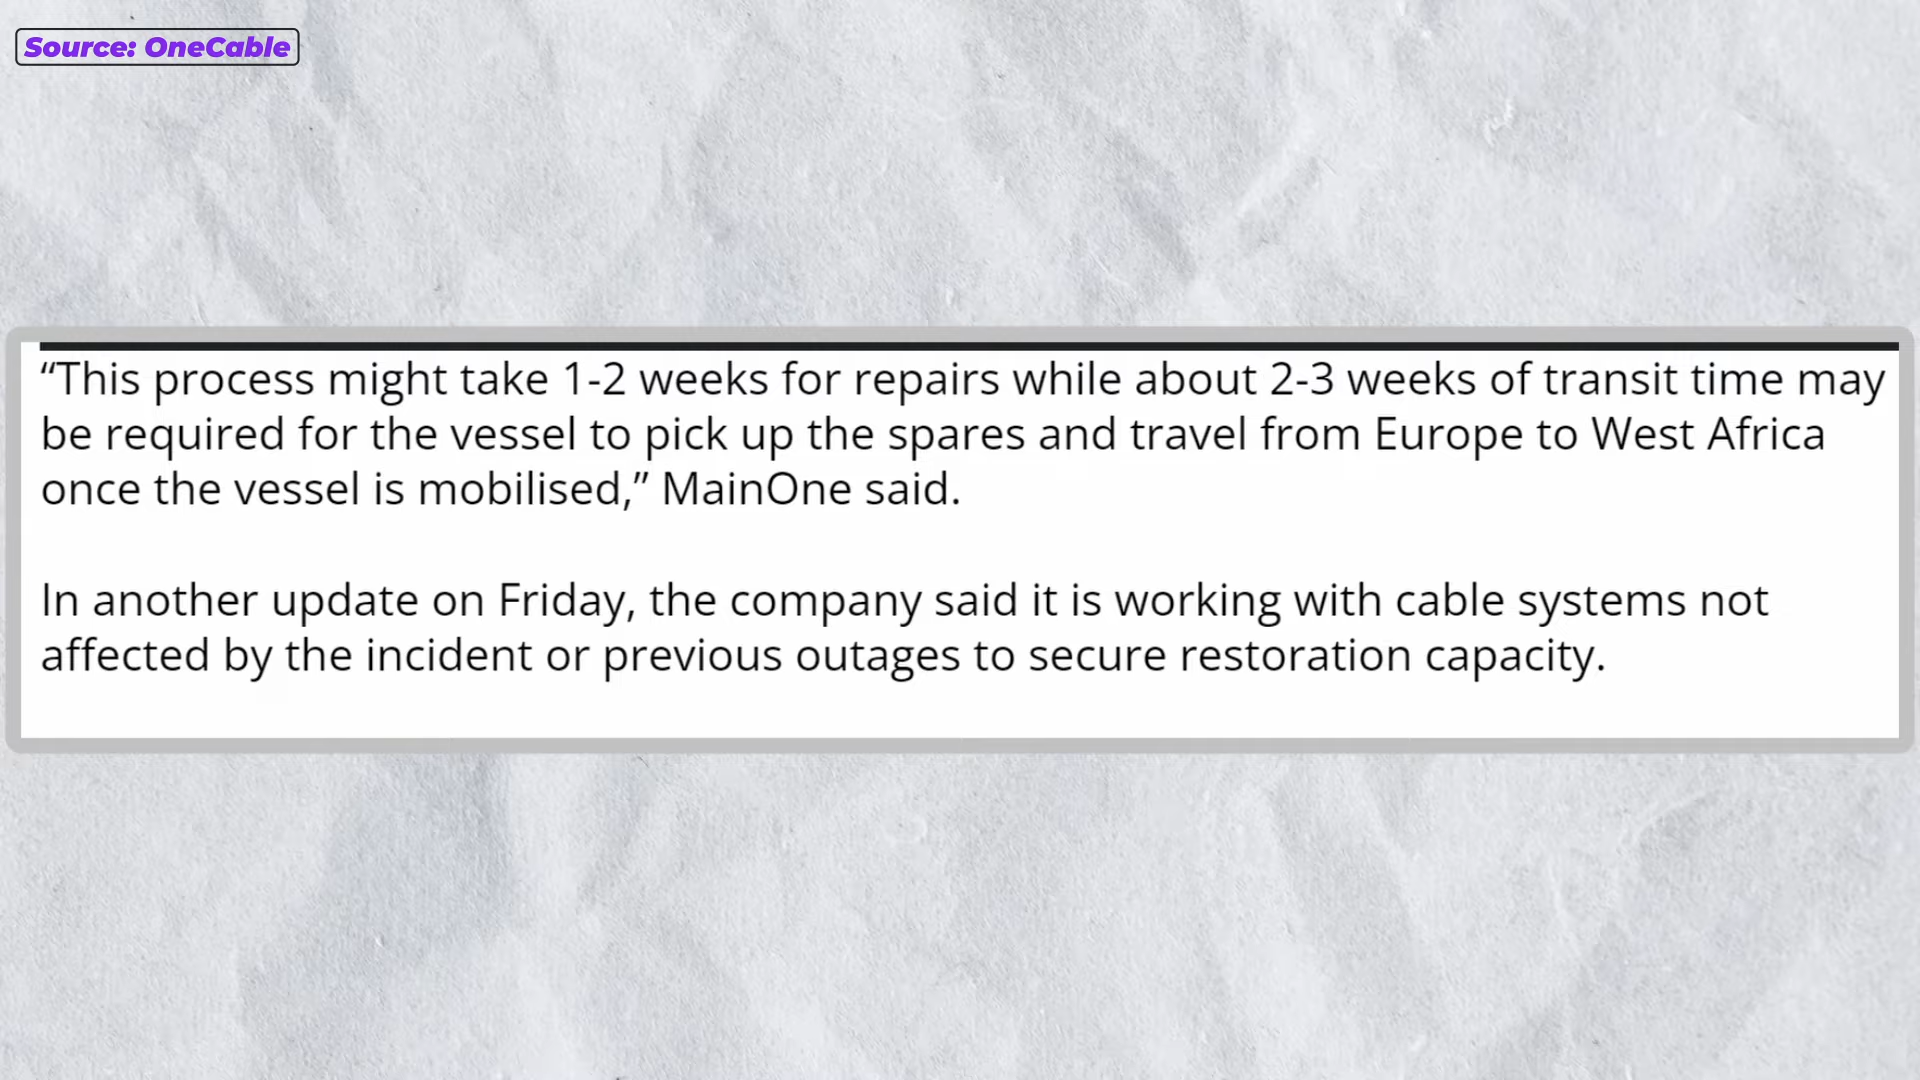 Source: OneCable
“This process might take 1-2 weeks for repairs while about 2-3 weeks of transit time may
be required for the vessel to pick up the spares and travel from Europe to West Africa
once the vessel is mobilised,” MainOne said.
In another update on Friday, the company said it is working with cable systems not
affected by the incident or previous outages to secure restoration capacity.